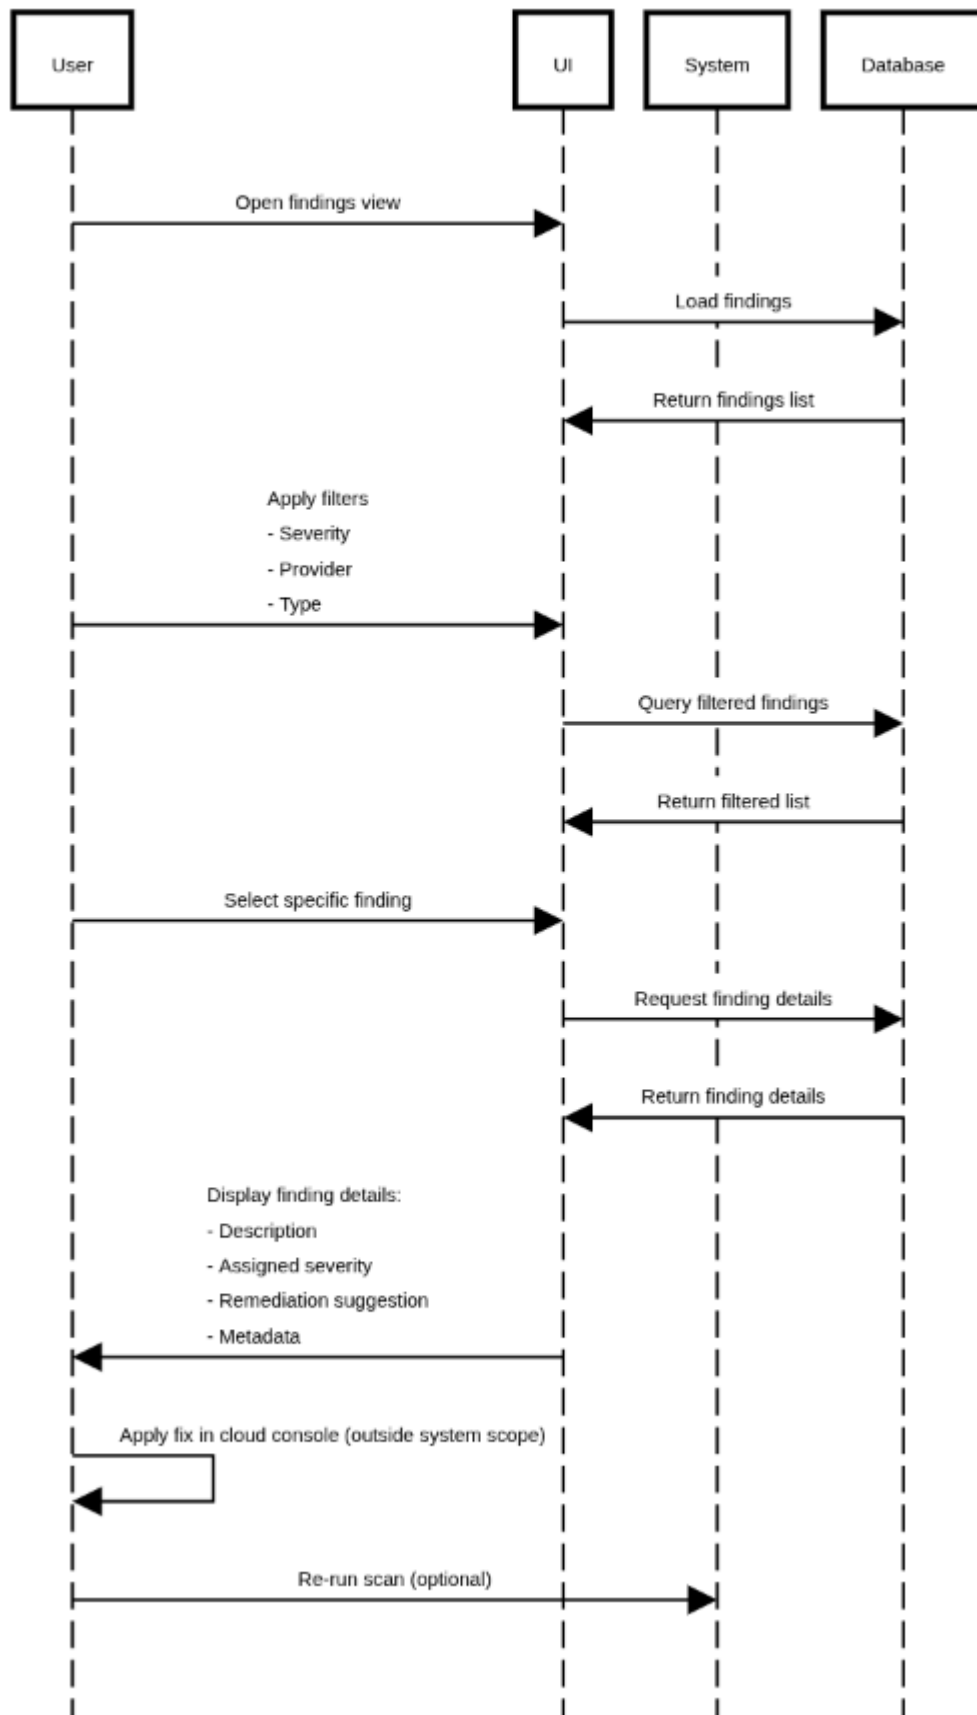 User
UI
System
Database
Open findings view
Load findings
Return findings list
Apply filters
- Severity
- Provider
- Type
Query filtered findings
Return filtered list
Select specific finding
Request finding details
Return finding details
Display finding details:
- Description
- Assigned severity
- Remediation suggestion
- Metadata
Apply fix in cloud console (outside system scope)
Re-run scan (optional)